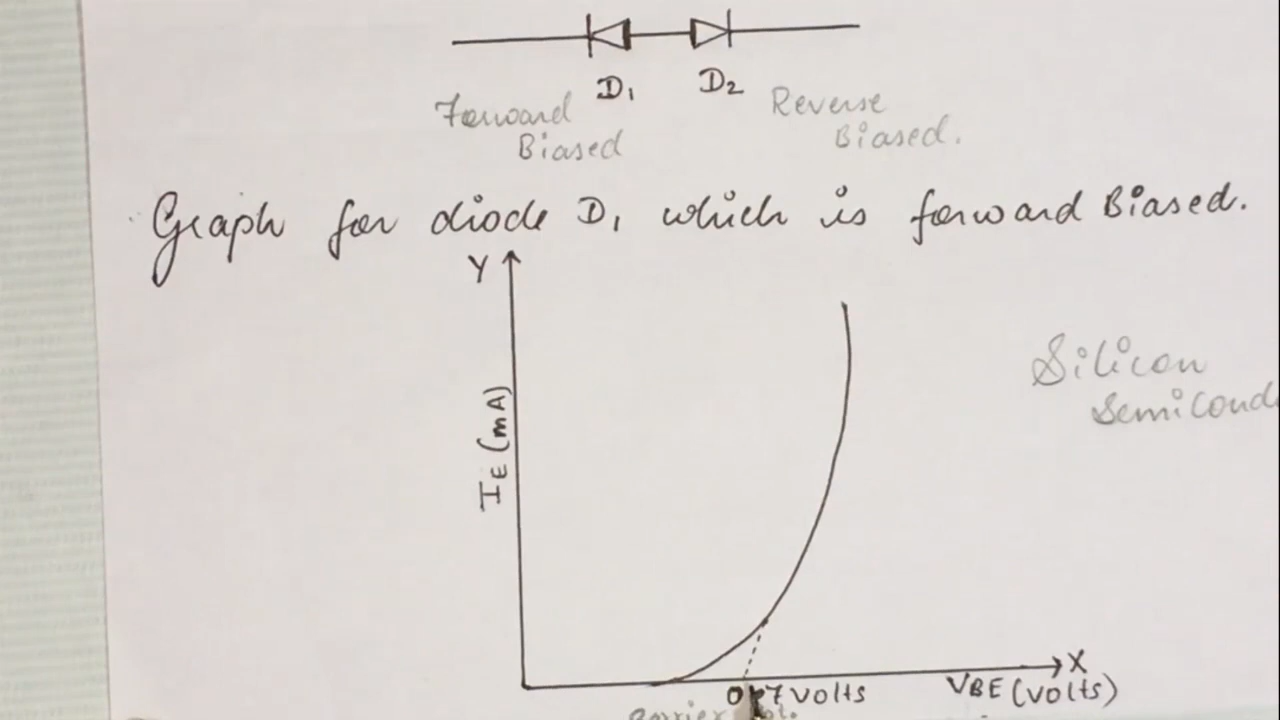 D1 D2
Forward Biased
Reverse Biased.
Graph for diode D1 which is forward Biased.
Y
IE (mA)
Silicon
X
volts
VBE (volts)